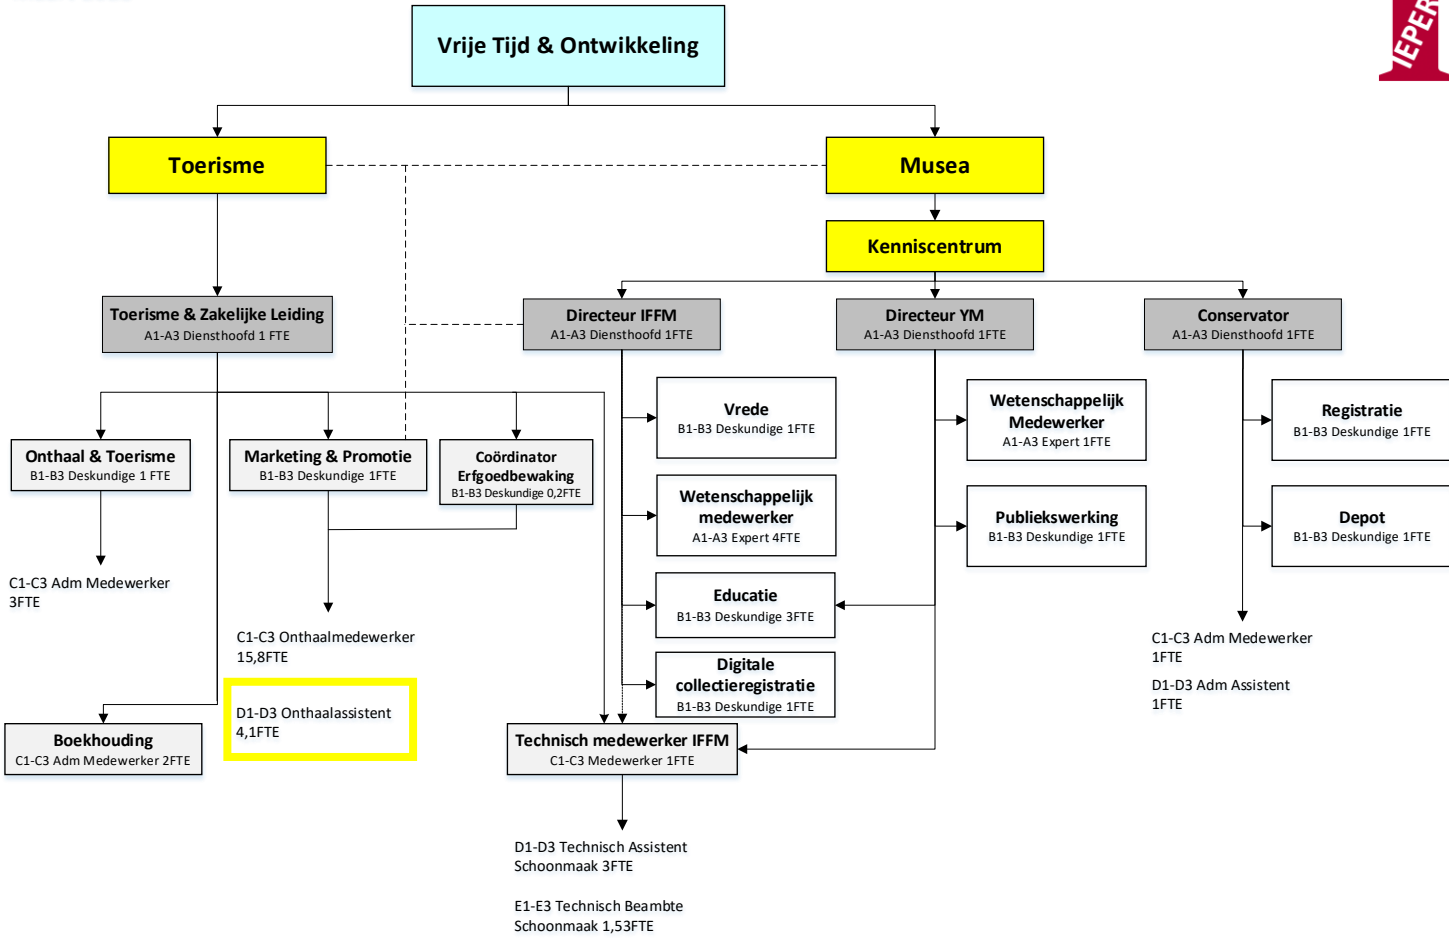 IEPER
Vrije Tijd & Ontwikkeling
Toerisme
Musea
Kenniscentrum
Toerisme & Zakelijke Leiding
A1-A3 Diensthoofd 1 FTE
Directeur IFFM
A1-A3 Diensthoofd 1FTE
Directeur YM
A1-A3 Diensthoofd 1FTE
Conservator
A1-A3 Diensthoofd 1FTE
Onthaal & Toerisme
B1-B3 Deskundige 1 FTE
Marketing & Promotie
B1-B3 Deskundige 1FTE
Coördinator
Erfgoedbewaking
B1-B3 Deskundige 0,2FTE
Vrede
B1-B3 Deskundige 1FTE
Wetenschappelijk
Medewerker
A1-A3 Expert 1FTE
Registratie
B1-B3 Deskundige 1FTE
Wetenschappelijk
medewerker
A1-A3 Expert 4FTE
Publiekswerking
B1-B3 Deskundige 1FTE
Depot
B1-B3 Deskundige 1FTE
C1-C3 Adm Medewerker
3FTE
Educatie
B1-B3 Deskundige 3FTE
C1-C3 Onthaalmedewerker
15,8FTE
C1-C3 Adm Medewerker
1FTE
D1-D3 Adm Assistent
1FTE
Digitale
collectieregistratie
B1-B3 Deskundige 1FTE
D1-D3 Onthaalassistent
4,1FTE
Boekhouding
C1-C3 Adm Medewerker 2FTE
Technisch medewerker IFFM
C1-C3 Medewerker 1FTE
D1-D3 Technisch Assistent
Schoonmaak 3FTE
E1-E3 Technisch Beambte
Schoonmaak 1,53FTE